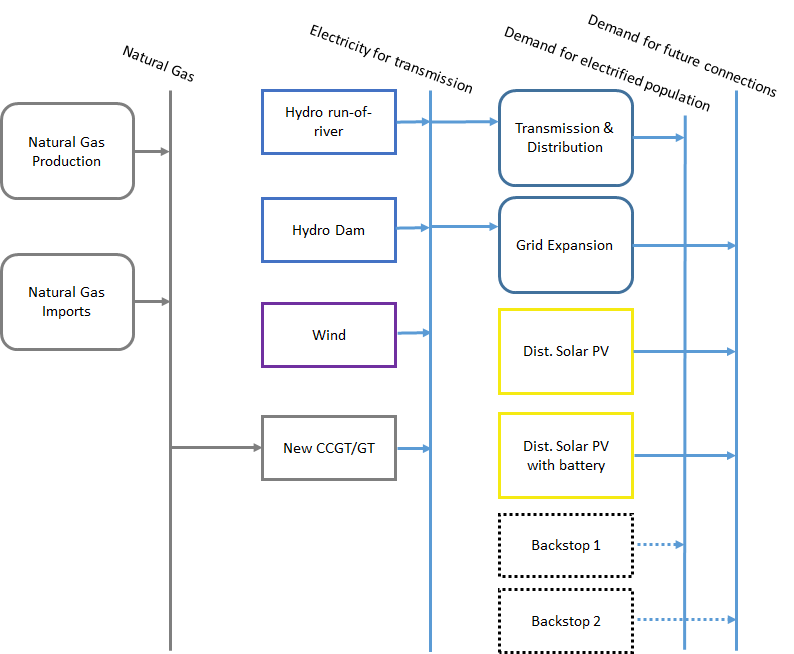 Natural Gas
Electricity for transmission
Demand for electrified population
Demand for future connections
Natural Gas
Production
Hydro run-of-
river
Transmission &
Distribution
Hydro Dam
Grid Expansion
Natural Gas
Imports
Wind
Dist. Solar PV
New CCGT/GT
Dist. Solar PV
with battery
Backstop 1
Backstop 2